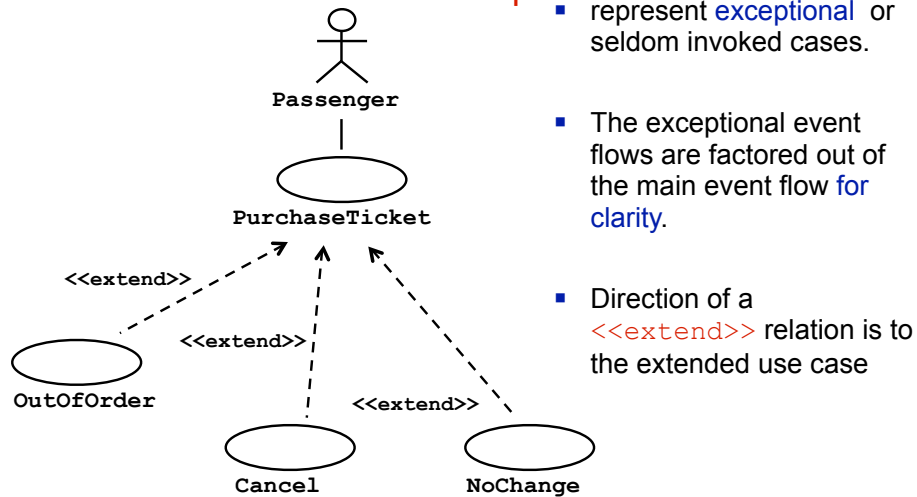 Passenger
PurchaseTicket
<<extend>>
<<extend>>
<<extend>>
OutOfOrder
Cancel
NoChange
represent exceptional or
seldom invoked cases.
The exceptional event
flows are factored out of
the main event flow for
clarity.
Direction of a
<<extend>> relation is to
the extended use case